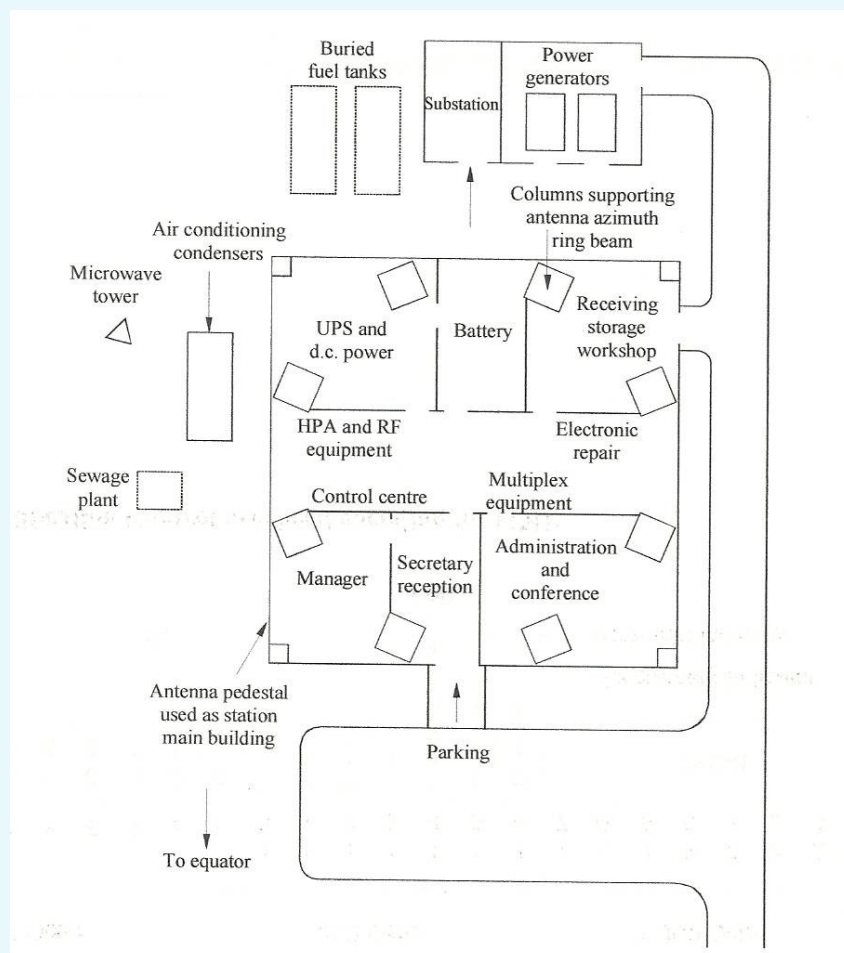 Buried
fuel tanks
Power
generators
Substation
Columns supporting
antenna azimuth
ring beam
Air conditioning
condensers
Microwave
tower
UPS and
d.c. power
Battery
Receiving
storage
workshop
HPA and RF
equipment
Electronic
repair
Sewage
plant
Control centre
Multiplex
equipment
Manager
Secretary
reception
Administration
and
conference
Antenna pedestal
used as station
main building
Parking
To equator